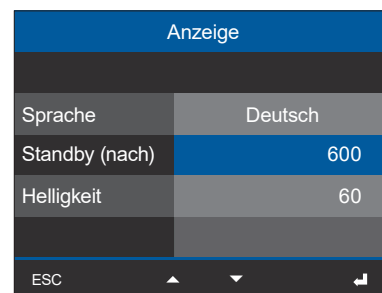 Anzeige
Sprache Deutsch
Standby (nach) 600
Helligkeit 60
ESC